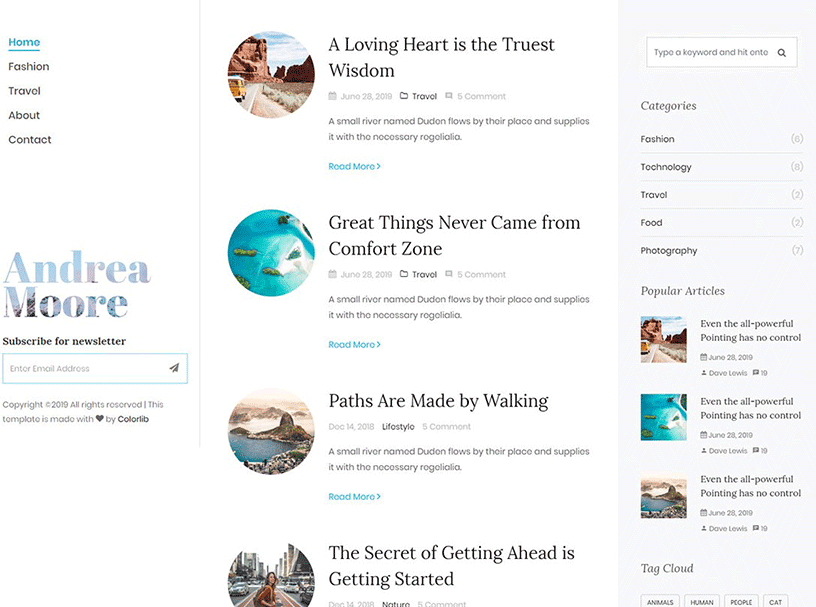 Home
Fashion
Travel
About
Contact
Andrea
Moore
Subscribe for newsletter
Enter Email Address
Copyright ©2019 All rights reserved | This
template is made with ♥ by Colorlib
A Loving Heart is the Truest
Wisdom
June 28, 2019 Travel 5 Comment
A small river named Duden flows by their place and supplies
it with the necessary regelialia.
Read More >
Great Things Never Came from
Comfort Zone
June 28, 2019 Travel 5 Comment
A small river named Duden flows by their place and supplies
it with the necessary regelialia.
Read More >
Paths Are Made by Walking
Dec 14, 2018 Lifestyle 5 Comment
A small river named Duden flows by their place and supplies
it with the necessary regelialia.
Read More >
The Secret of Getting Ahead is
Getting Started
Dec 14, 2018 Nature 5 Comment
Type a keyword and hit ente
Categories
Fashion (6)
Technology (8)
Travel (2)
Food (2)
Photography (7)
Popular Articles
Even the all-powerful
Pointing has no control
June 28, 2019
Dave Lewis 19
Even the all-powerful
Pointing has no control
June 28, 2019
Dave Lewis 19
Even the all-powerful
Pointing has no control
June 28, 2019
Dave Lewis 19
Tag Cloud
ANIMALS HUMAN PEOPLE CAT